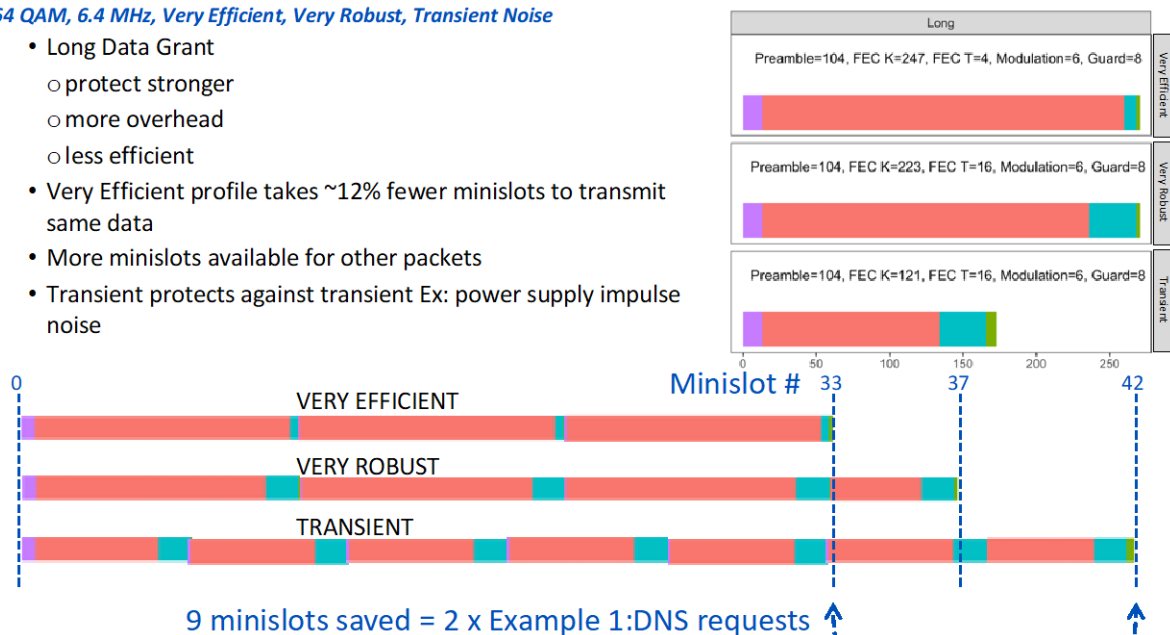 64 QAM, 6.4 MHz, Very Efficient, Very Robust, Transient Noise
• Long Data Grant
o protect stronger
o more overhead
o less efficient
• Very Efficient profile takes ~12% fewer minislots to transmit
same data
• More minislots available for other packets
• Transient protects against transient Ex: power supply impulse
noise
Long
Preamble=104, FEC K=247, FEC T=4, Modulation=6, Guard=8
Very Efficient
Preamble=104, FEC K=223, FEC T=16, Modulation=6, Guard=8
Very Robust
Preamble=104, FEC K=121, FEC T=16, Modulation=6, Guard=8
Transient
0 50 100 150 200 250
0 Minislot # 33 37 42
VERY EFFICIENT
VERY ROBUST
TRANSIENT
9 minislots saved = 2 x Example 1:DNS requests